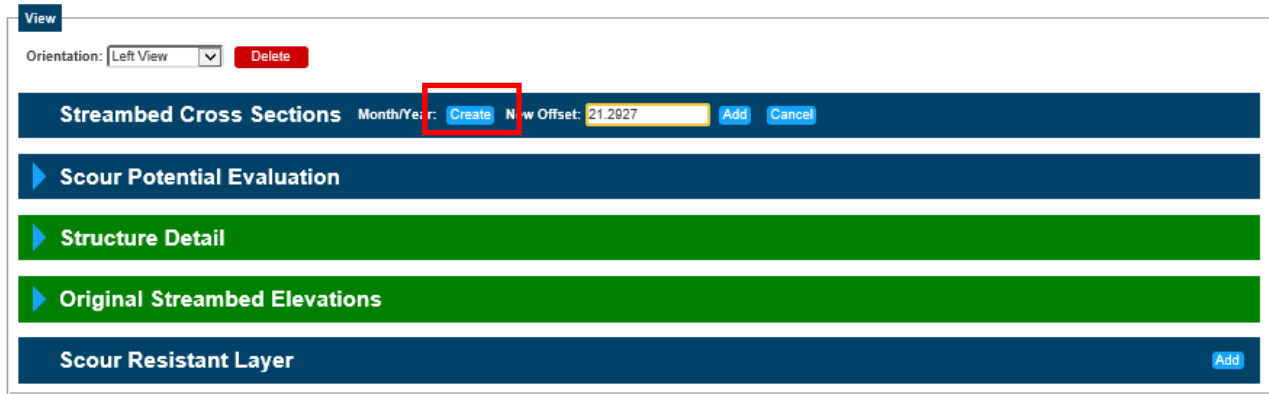 View
Orientation: Left View Delete
Streambed Cross Sections Month/Year: Create New Offset: 21.2927 Add Cancel
Scour Potential Evaluation
Structure Detail
Original Streambed Elevations
Scour Resistant Layer Add